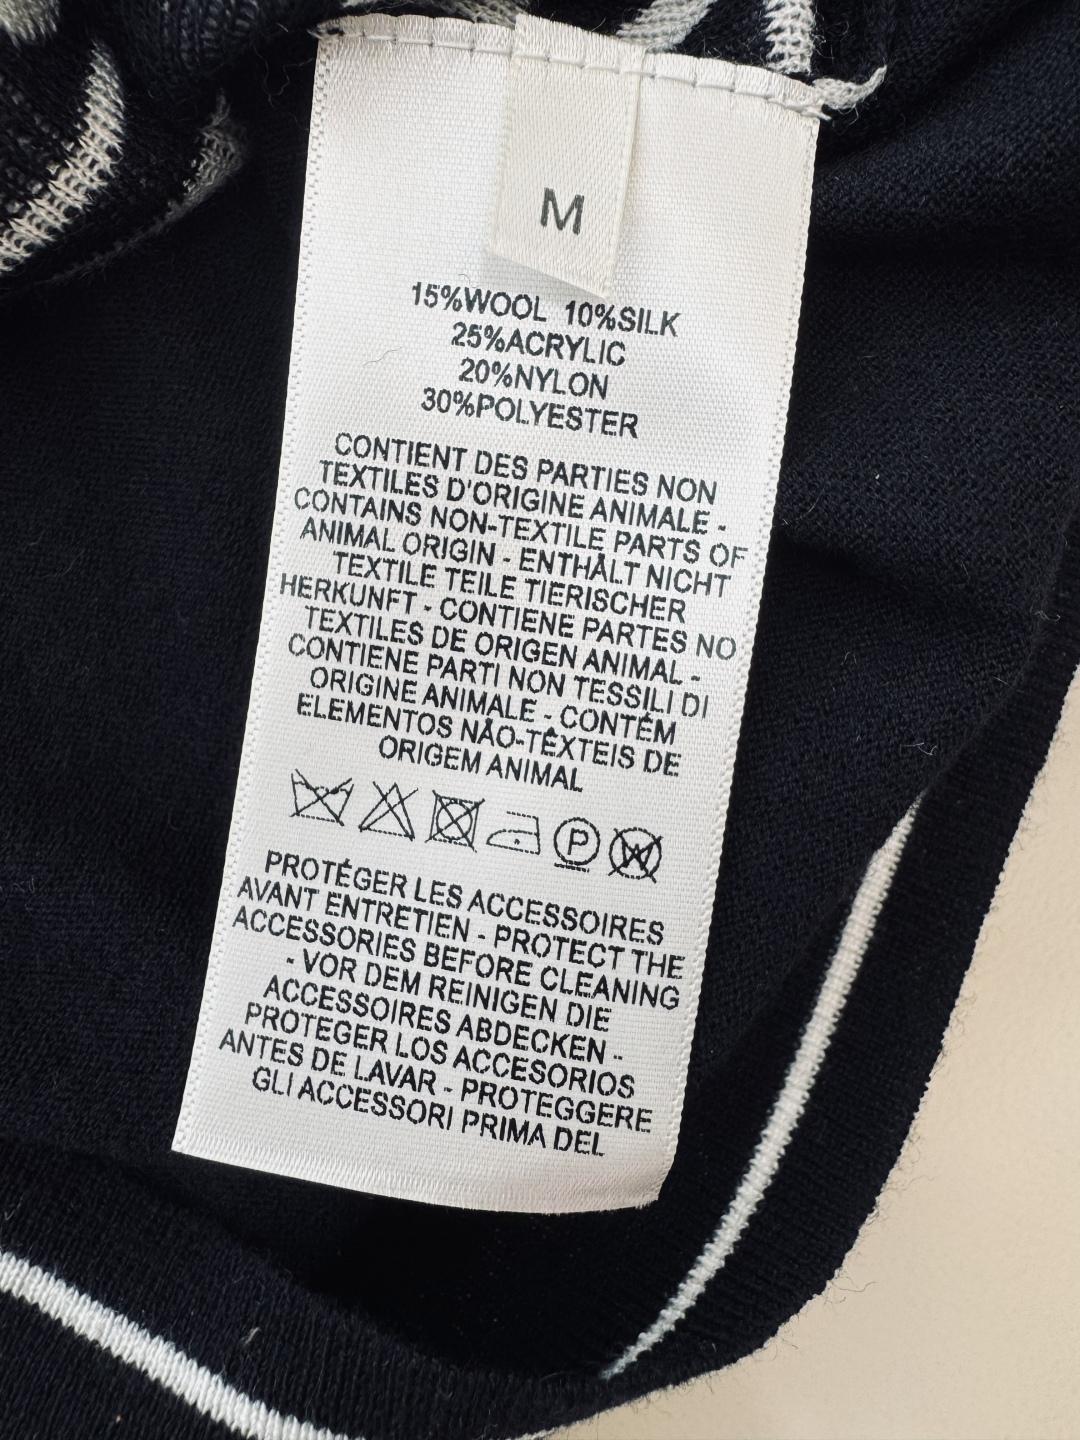 M
15%WOOL 10%SILK
25%ACRYLIC
20%NYLON
30%POLYESTER
CONTIENT DES PARTIES NON
TEXTILES D'ORIGINE ANIMALE -
CONTAINS NON-TEXTILE PARTS OF
ANIMAL ORIGIN - ENTHÄLT NICHT
TEXTILE TEILE TIERISCHER
HERKUNFT - CONTIENE PARTES NO
TEXTILES DE ORIGEN ANIMAL -
CONTIENE PARTI NON TESSILI DI
ORIGINE ANIMALE - CONTÉM
ELEMENTOS NÃO-TÊXTEIS DE
ORIGEM ANIMAL
P W
PROTÉGER LES ACCESSOIRES
AVANT ENTRETIEN - PROTECT THE
ACCESSORIES BEFORE CLEANING
- VOR DEM REINIGEN DIE
ACCESSOIRES ABDECKEN -
PROTEGER LOS ACCESORIOS
ANTES DE LAVAR - PROTEGGERE
GLI ACCESSORI PRIMA DEL